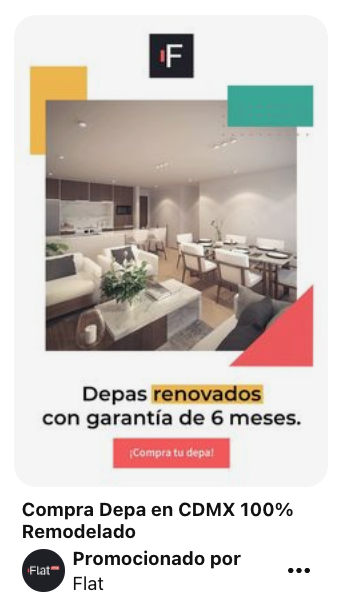 F
Depas renovados
con garantía de 6 meses.
¡Compra tu depa!
Compra Depa en CDMX 100%
Remodelado
Flat
Promocionado por
Flat